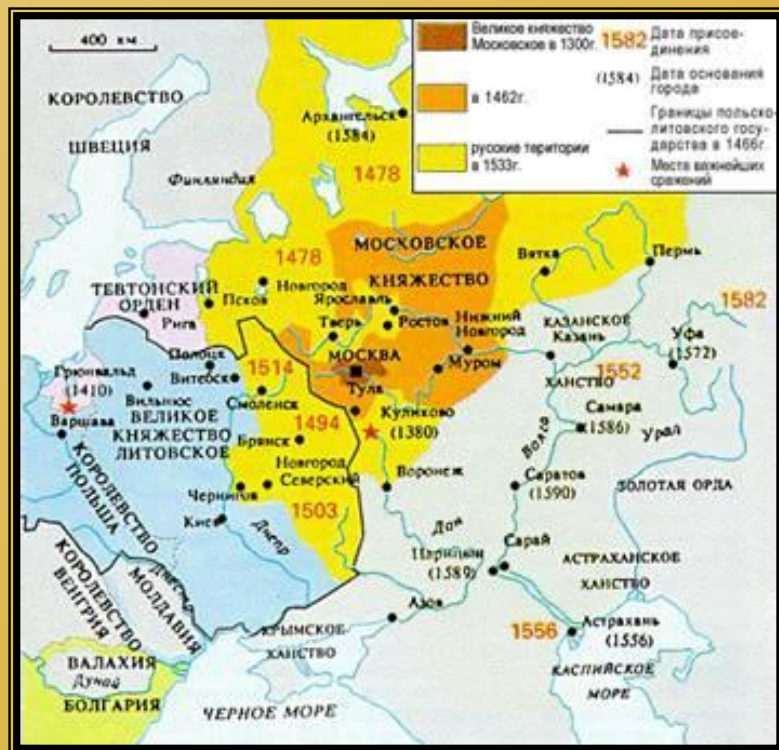 400 км
Великое княжество
Московское в 1300г.
в 1462г.
русские територии
в 1533г.
1582
Дата присое-
динения
(1584)
Дата основания
города
Границы польско-
литовского госу-
дарства в 1466г.
Места важнейших
сражений
КОРОЛЕВСТВО
ШВЕЦИЯ
Финляндия
Архангельск
(1584)
1478
1478
МОСКОВСКОЕ
КНЯЖЕСТВО
Вятка
Пермь
ТЕВТОНСКИЙ
ОРДЕН
Рига
Псков
Новгород
Ярославль
Тверь
Ростов
Нижний
Новгород
1582
КАЗАНСКОЕ
Казань
ХАНСТВО
1552
Уфа
(1572)
Полоцк
Витебск
1514
МОСКВА
Муром
Грюнвальд
(1410)
Вильнюс
Смоленск
Тула
1494
Куликово
(1380)
Самара
(1586)
Урал
Волга
Варшава
ВЕЛИКОЕ
КНЯЖЕСТВО
ЛИТОВСКОЕ
Брянск
Новгород
Северский
Воронеж
Саратов
(1590)
ЗОЛОТАЯ ОРДА
КОРОЛЕВСТВО
ПОЛЬША
Чернигов
1503
Киев
Днепр
Дон
Царицын
(1589)
Сарай
АСТРАХАНСКОЕ
ХАНСТВО
КОРОЛЕВСТВО
ВЕНГРИЯ
МОЛДАВИЯ
Азов
КРЫМСКОЕ
ХАНСТВО
1556
Астрахань
(1556)
ВАЛАХИЯ
Дунай
БОЛГАРИЯ
ЧЕРНОЕ МОРЕ
КАСПИЙСКОЕ
МОРЕ